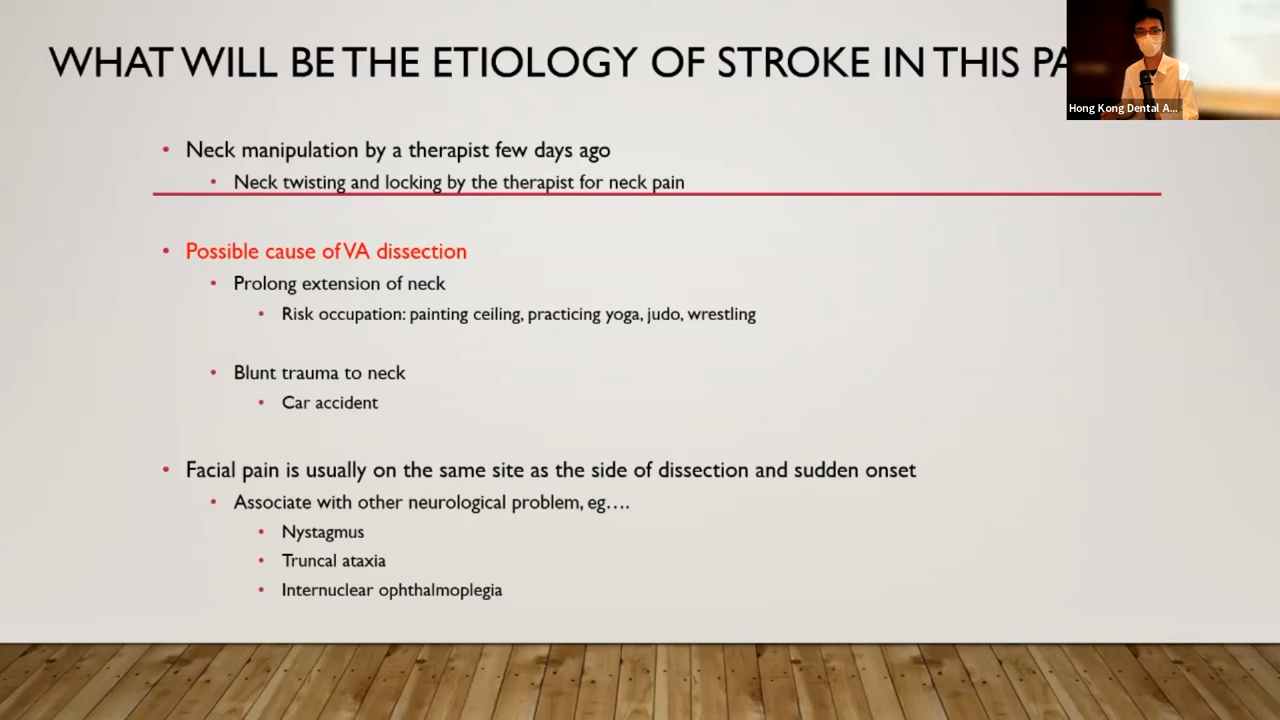 WHAT WILL BE THE ETIOLOGY OF STROKE IN THIS
Hong Kong Dental A...
• Neck manipulation by a therapist few days ago
• Neck twisting and locking by the therapist for neck pain
• Possible cause of VA dissection
• Prolong extension of neck
• Risk occupation: painting ceiling, practicing yoga, judo, wrestling
• Blunt trauma to neck
• Car accident
• Facial pain is usually on the same site as the side of dissection and sudden onset
• Associate with other neurological problem, eg….
• Nystagmus
• Truncal ataxia
• Internuclear ophthalmoplegia